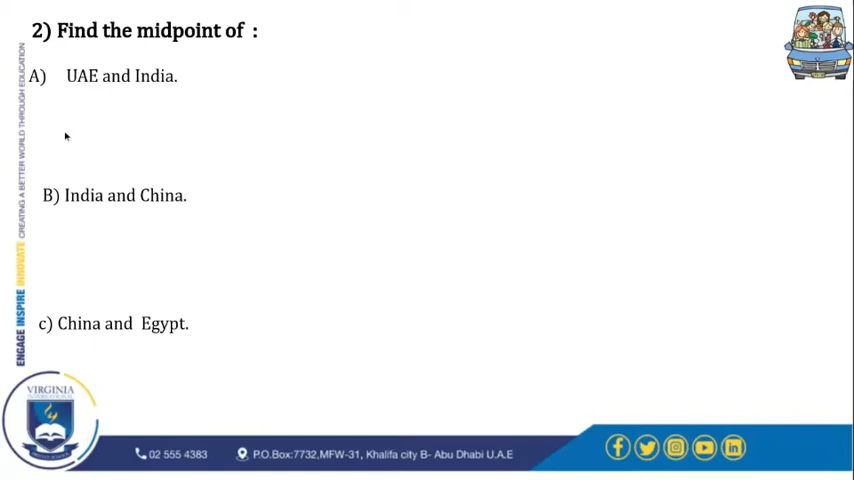 2) Find the midpoint of :
A) UAE and India.
B) India and China.
c) China and Egypt.
ENGAGE INSPIRE INNOVATE CREATING A BETTER WORLD THROUGH EDUCATION
VIRGINIA
INTERNATIONAL
02 555 4383
P.O.Box:7732,MFW-31, Khalifa city B- Abu Dhabi U.A.E